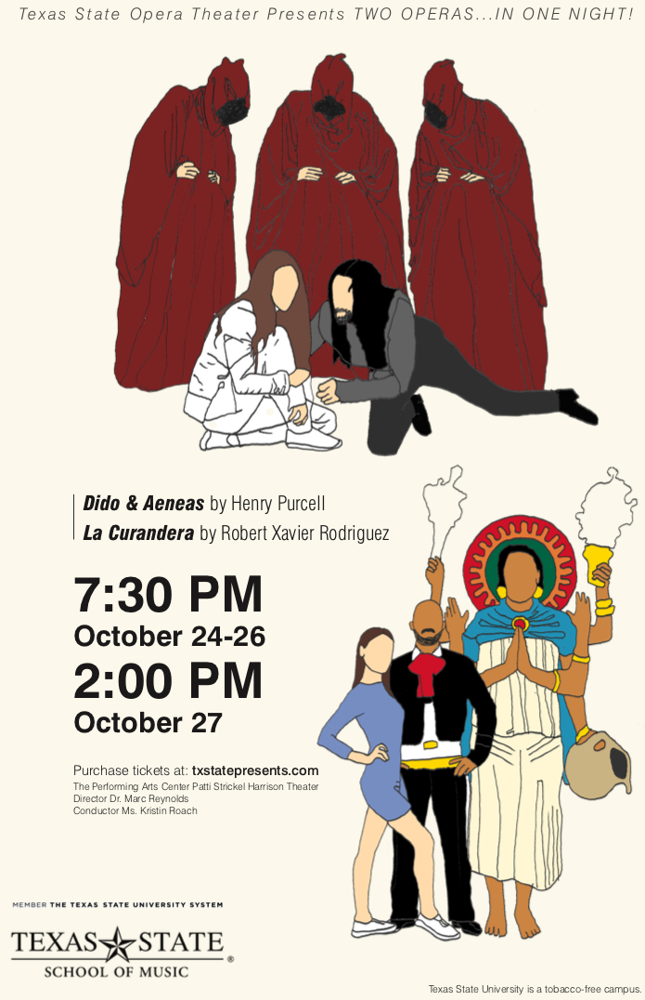 Texas State Opera Theater Presents TWO OPERAS...IN ONE NIGHT!
Dido & Aeneas by Henry Purcell
La Curandera by Robert Xavier Rodriguez
7:30 PM
October 24-26
2:00 PM
October 27
Purchase tickets at: txstatepresents.com
The Performing Arts Center Patti Strickel Harrison Theater
Director Dr. Marc Reynolds
Conductor Ms. Kristin Roach
MEMBER THE TEXAS STATE UNIVERSITY SYSTEM
TEXAS STATE®
SCHOOL OF MUSIC
Texas State University is a tobacco-free campus.